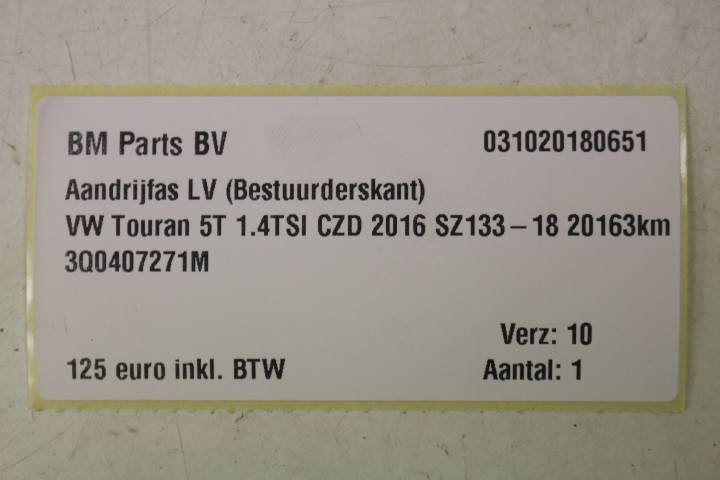 BM Parts BV 031020180651
Aandrijfas LV (Bestuurderskant)
VW Touran 5T 1.4TSI CZD 2016 SZ133-18 20163km
3Q0407271M
Verz: 10
125 euro inkl. BTW Aantal: 1